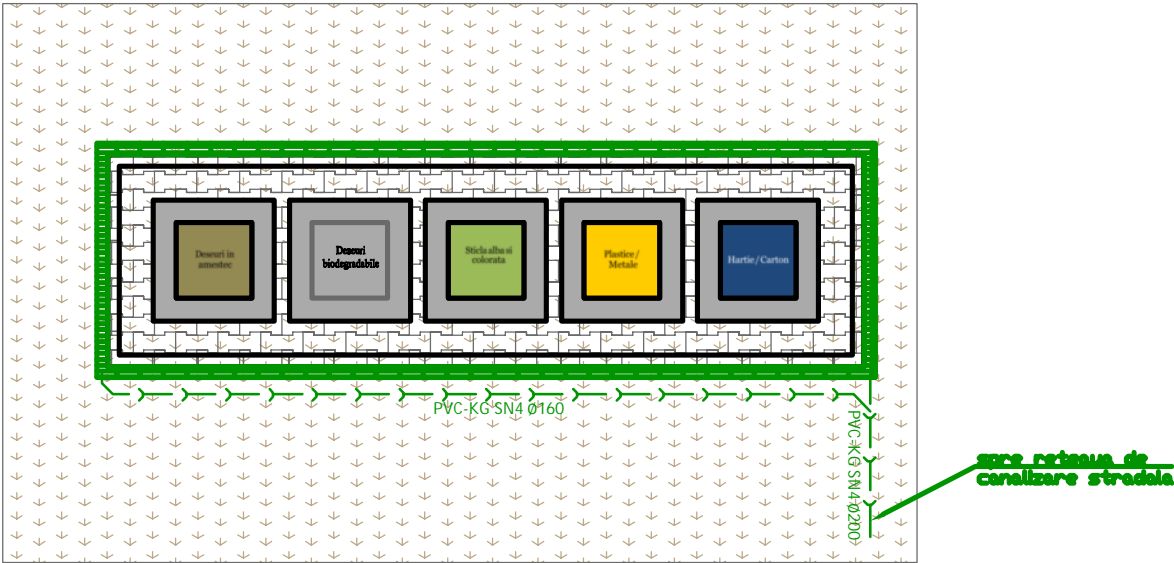 Deseuri in
amestec
Deseuri
biodegradabile
Sticla alba si
colorata
Plastice /
Metale
Hartie / Carton
PVC-KG SN4 Ø160
PVC-KG SN4 Ø200
spre reteaua de
canalizare stradala